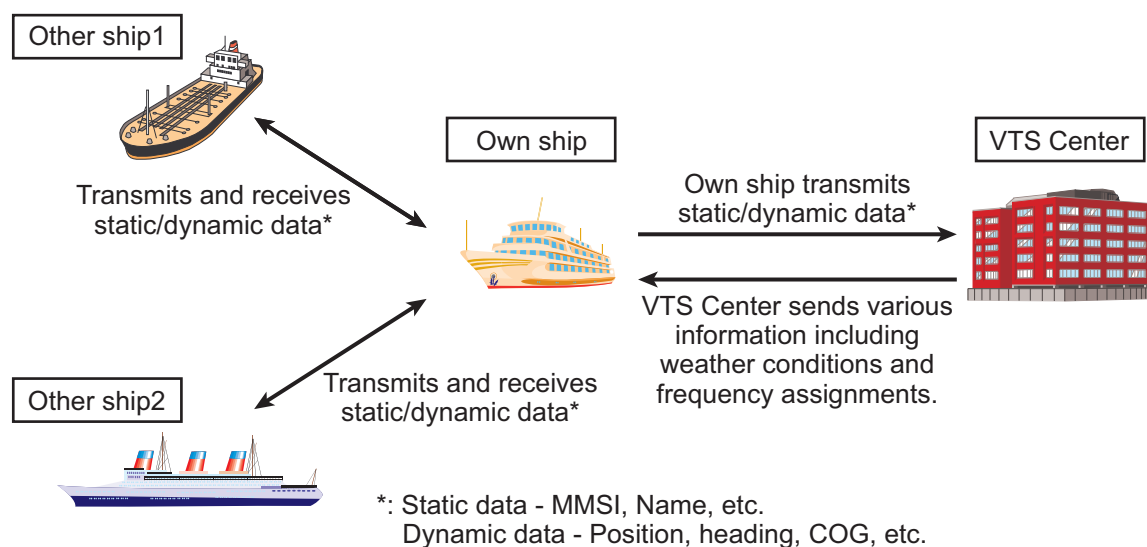 Other ship1
Own ship
VTS Center
Transmits and receives
static/dynamic data*
Own ship transmits
static/dynamic data*
VTS Center sends various
information including
weather conditions and
frequency assignments.
Transmits and receives
static/dynamic data*
Other ship2
*: Static data - MMSI, Name, etc.
Dynamic data - Position, heading, COG, etc.